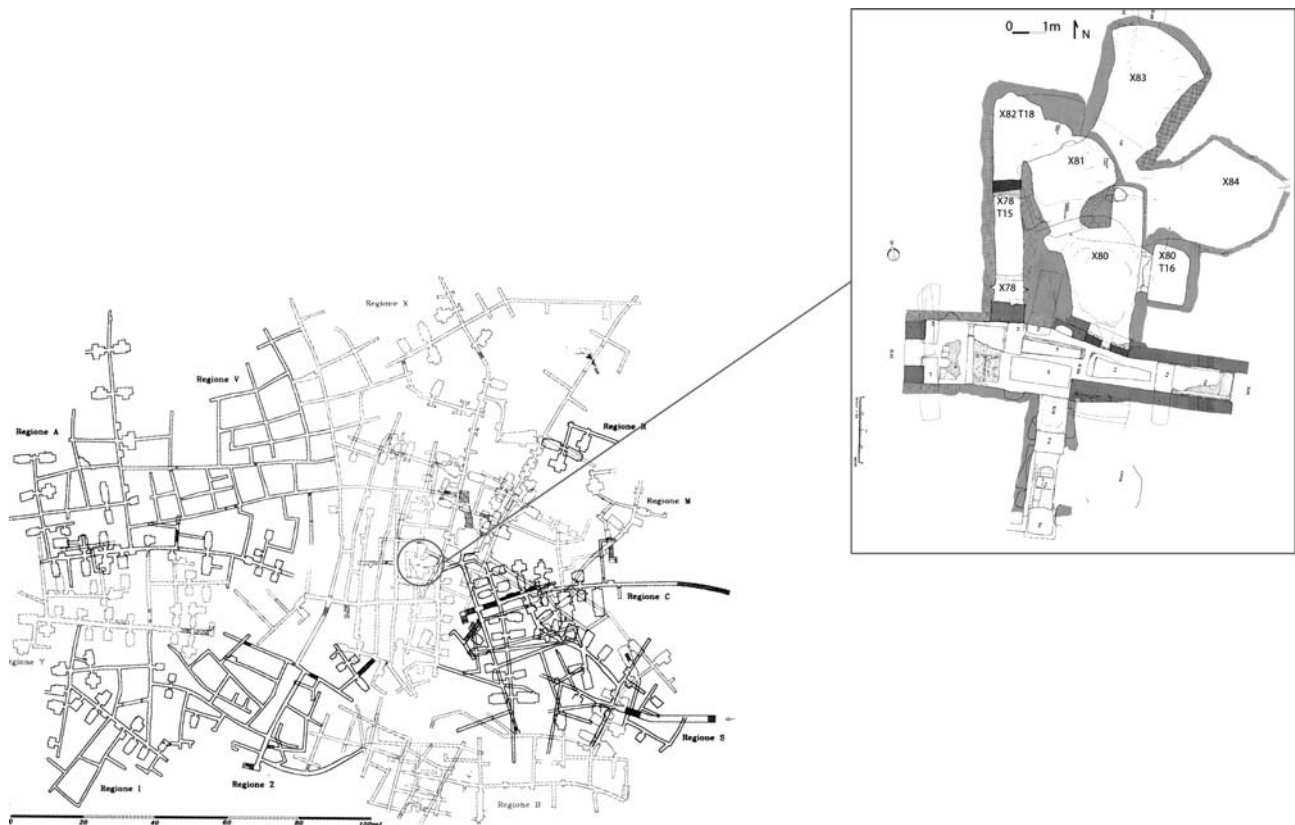 0 1m N
X83
X82 T18
X81
X84
X78
T15
X80
X80
T16
X78
Regione X
Regione V
Regione A
Regione R
Regione M
Regione C
egione Y
Regione S
Regione 1
Regione 2
Regione B
0 20 40 60 80 100m